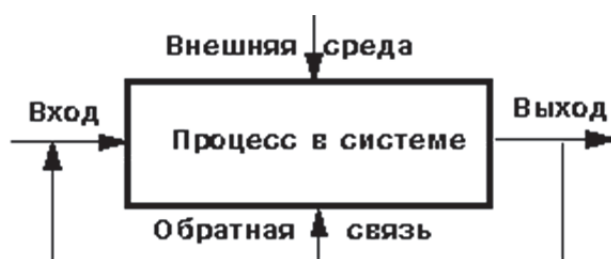 Внешняя среда
Вход
Выход
Процесс в системе
Обратная связь